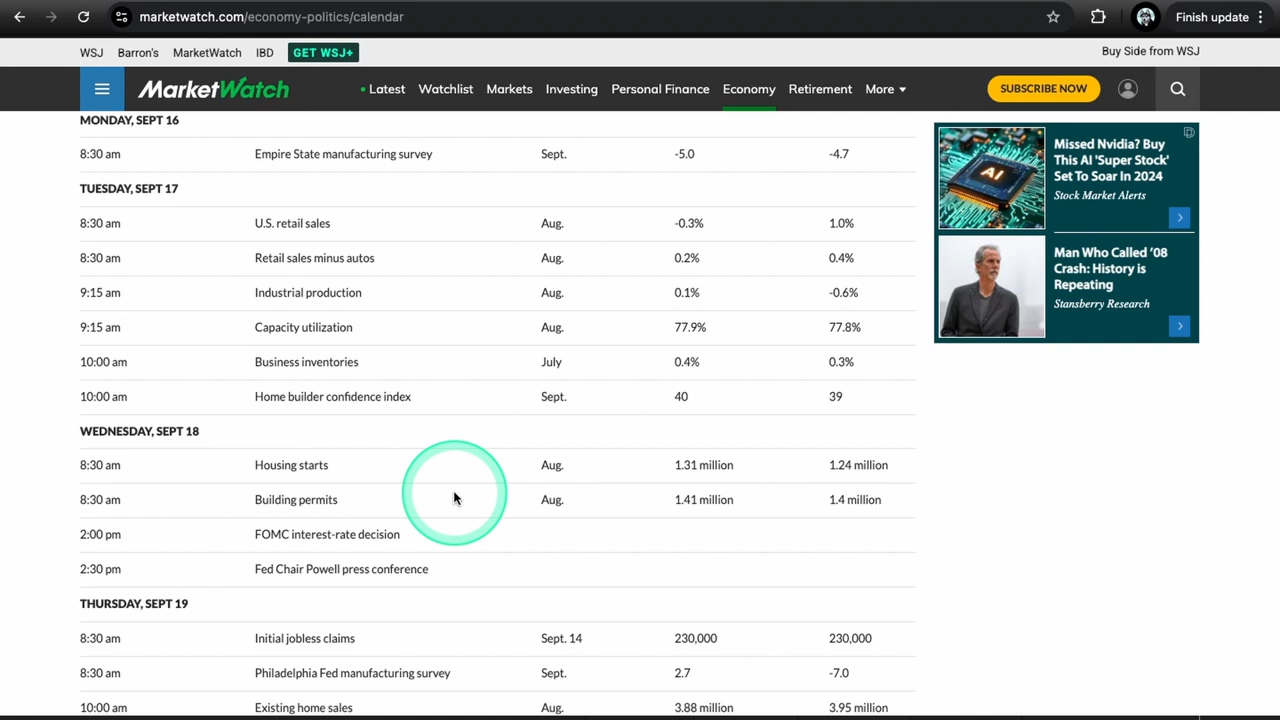 marketwatch.com/economy-politics/calendar
Finish update
WSJ Barron's MarketWatch IBD GET WSJ+ Buy Side from WSJ
MarketWatch Latest Watchlist Markets Investing Personal Finance Economy Retirement More SUBSCRIBE NOW
MONDAY, SEPT 16
8:30 am Empire State manufacturing survey Sept. -5.0 -4.7
TUESDAY, SEPT 17
8:30 am U.S. retail sales Aug. -0.3% 1.0%
8:30 am Retail sales minus autos Aug. 0.2% 0.4%
9:15 am Industrial production Aug. 0.1% -0.6%
9:15 am Capacity utilization Aug. 77.9% 77.8%
10:00 am Business inventories July 0.4% 0.3%
10:00 am Home builder confidence index Sept. 40 39
WEDNESDAY, SEPT 18
8:30 am Housing starts Aug. 1.31 million 1.24 million
8:30 am Building permits Aug. 1.41 million 1.4 million
2:00 pm FOMC interest-rate decision
2:30 pm Fed Chair Powell press conference
THURSDAY, SEPT 19
8:30 am Initial jobless claims Sept. 14 230,000 230,000
8:30 am Philadelphia Fed manufacturing survey Sept. 2.7 -7.0
10:00 am Existing home sales Aug. 3.88 million 3.95 million
AI
Missed Nvidia? Buy
This AI 'Super Stock'
Set To Soar In 2024
Stock Market Alerts
Man Who Called '08
Crash: History is
Repeating
Stansberry Research